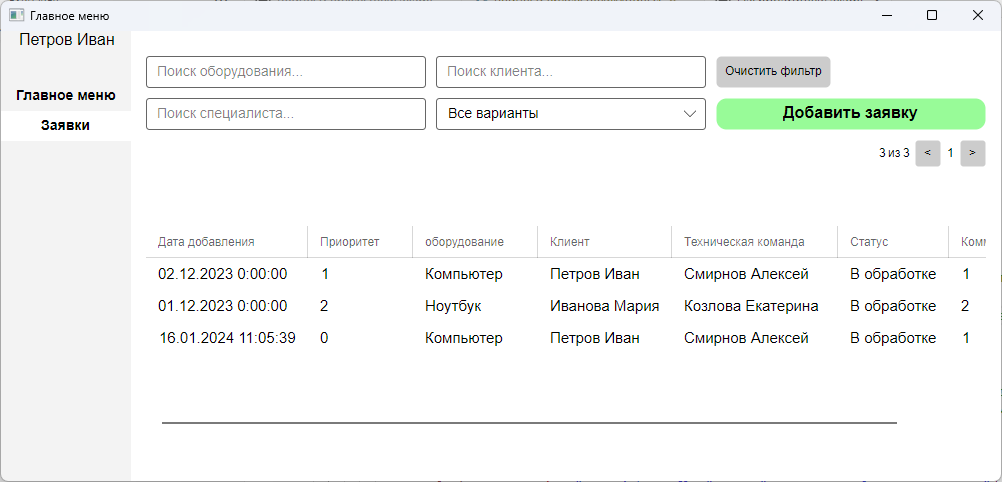 Главное меню
Петров Иван
Главное меню
Заявки
Поиск оборудования...
Поиск клиента...
Очистить фильтр
Поиск специалиста...
Все варианты
Добавить заявку
3 из 3 < 1 >
Дата добавления Приоритет оборудование Клиент Техническая команда Статус Комм
02.12.2023 0:00:00 1 Компьютер Петров Иван Смирнов Алексей В обработке 1
01.12.2023 0:00:00 2 Ноутбук Иванова Мария Козлова Екатерина В обработке 2
16.01.2024 11:05:39 0 Компьютер Петров Иван Смирнов Алексей В обработке 1